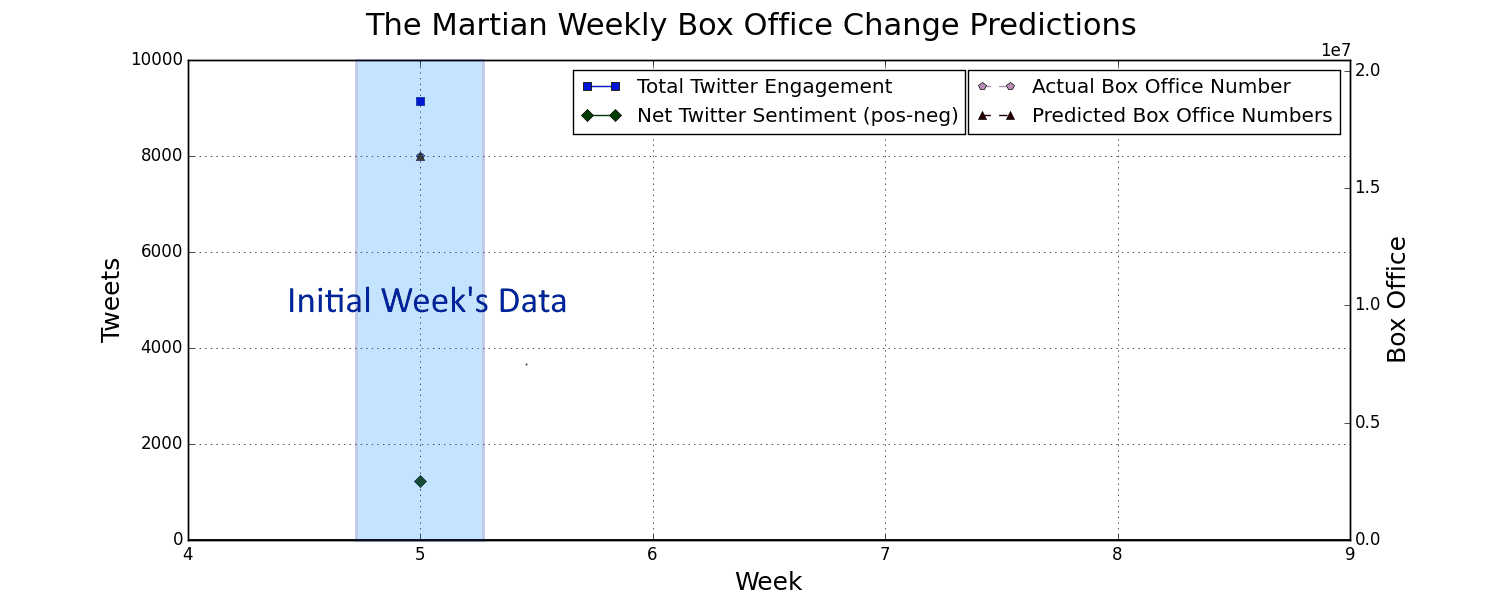 The Martian Weekly Box Office Change Predictions
1e7
10000
8000
6000
4000
2000
0
Tweets
Total Twitter Engagement
Net Twitter Sentiment (pos-neg)
Actual Box Office Number
Predicted Box Office Numbers
Initial Week's Data
2.0
1.5
1.0
0.5
0.0
Box Office
4 5 6 7 8 9
Week